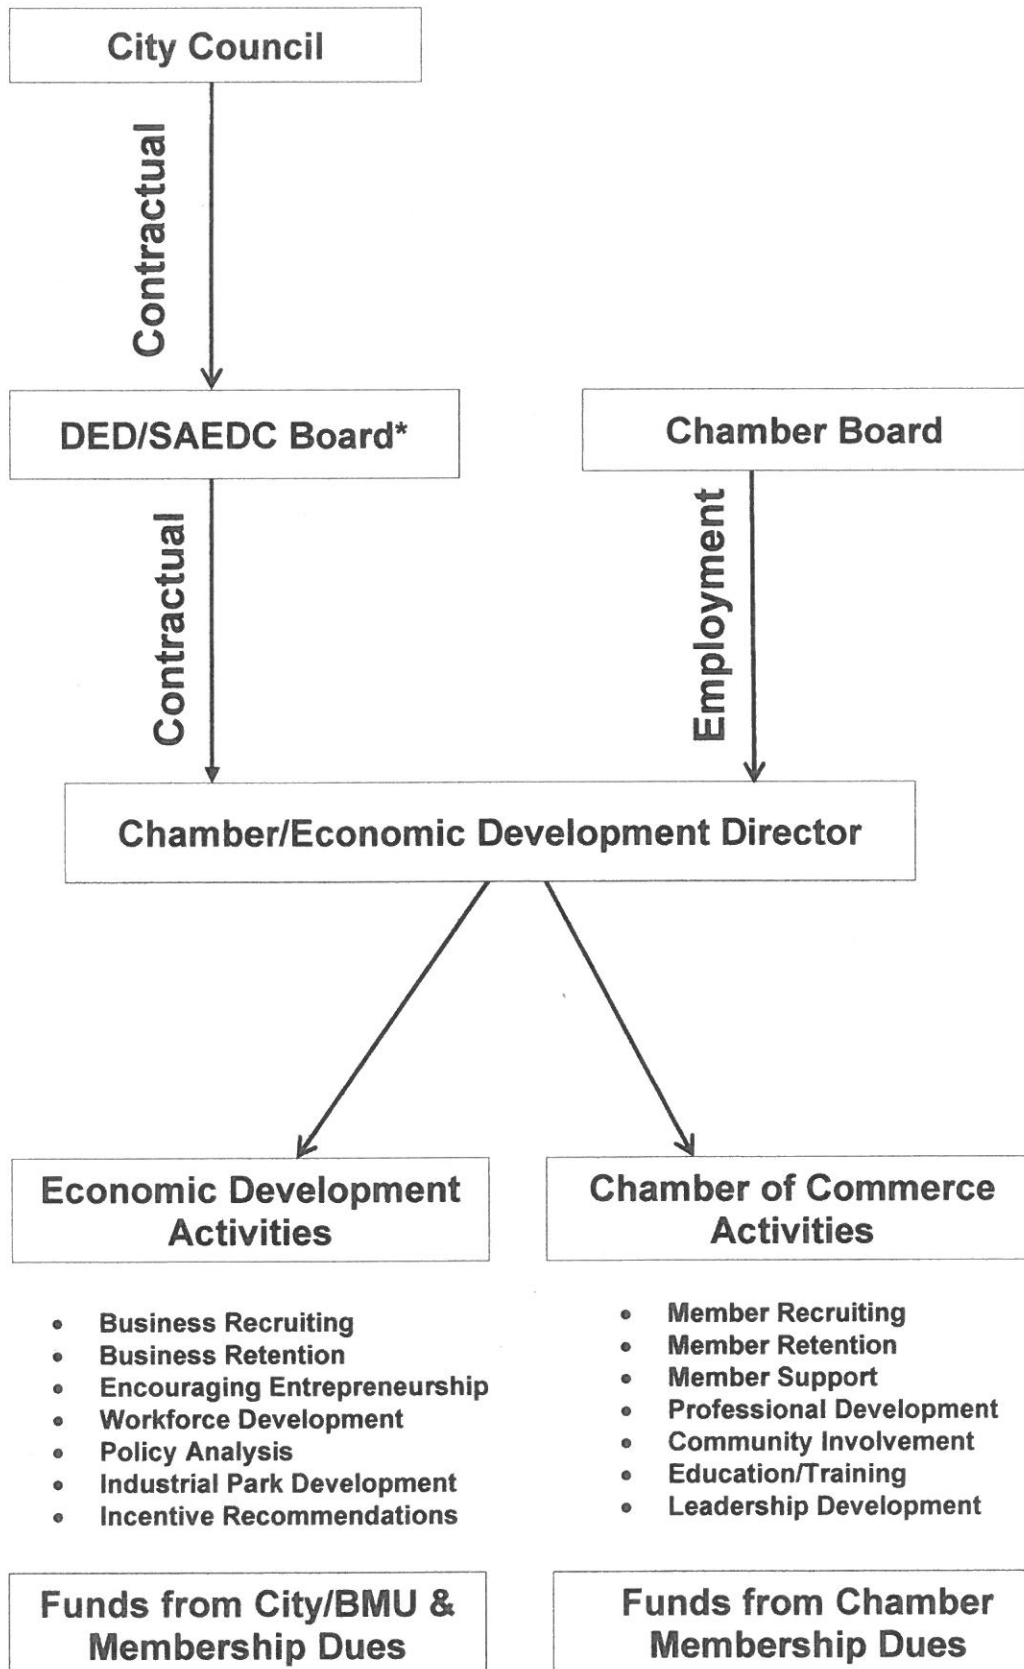 City Council
Contractual
DED/SAEDC Board*
Chamber Board
Contractual
Employment
Chamber/Economic Development Director
Economic Development
Activities
• Business Recruiting
• Business Retention
• Encouraging Entrepreneurship
• Workforce Development
• Policy Analysis
• Industrial Park Development
• Incentive Recommendations
Funds from City/BMU &
Membership Dues
Chamber of Commerce
Activities
• Member Recruiting
• Member Retention
• Member Support
• Professional Development
• Community Involvement
• Education/Training
• Leadership Development
Funds from Chamber
Membership Dues